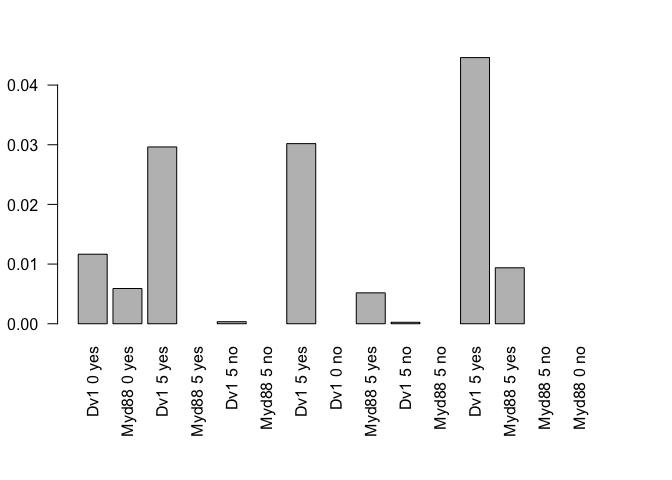 0.04
0.03
0.02
0.01
0.00
Dv1 0 yes
Myd88 0 yes
Dv1 5 yes
Myd88 5 yes
Dv1 5 no
Myd88 5 no
Dv1 5 yes
Dv1 0 no
Myd88 5 yes
Dv1 5 no
Myd88 5 no
Dv1 5 yes
Myd88 5 yes
Myd88 5 no
Myd88 0 no